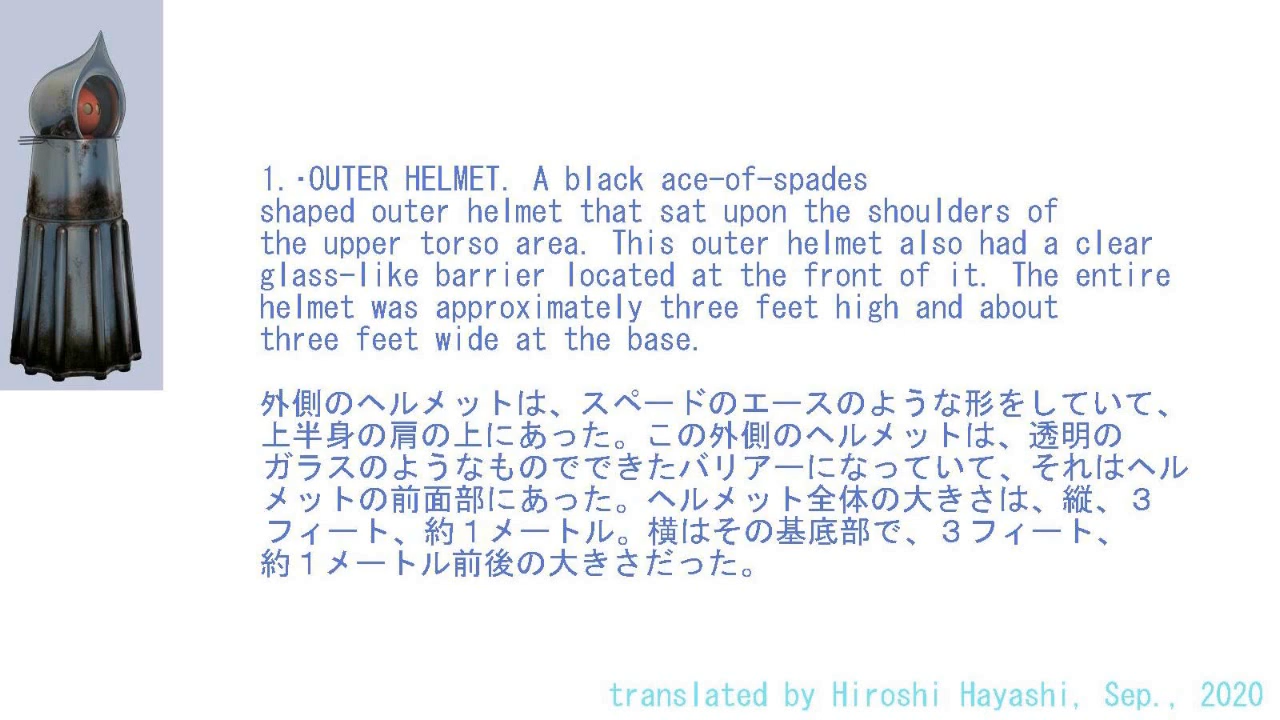 1.・OUTER HELMET. A black ace-of-spades
shaped outer helmet that sat upon the shoulders of
the upper torso area. This outer helmet also had a clear
glass-like barrier located at the front of it. The entire
helmet was approximately three feet high and about
three feet wide at the base.
外側のヘルメットは、スペードのエースのような形をしていて、
上半身の肩の上にあった。この外側のヘルメットは、透明の
ガラスのようなものでできたバリアーになっていて、それはヘル
メットの前面部にあった。ヘルメット全体の大きさは、縦、３
フィート、約１メートル。横はその基底部で、３フィート、
約１メートル前後の大きさだった。
translated by Hiroshi Hayashi, Sep., 2020